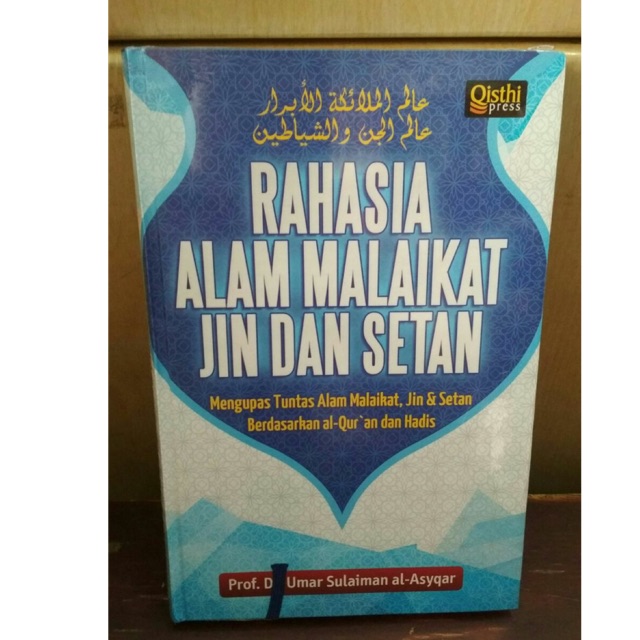 عالم الملائكة الأبرار
عالم الجن والشياطين
Qisthi
press
RAHASIA
ALAM MALAIKAT
JIN DAN SETAN
Mengupas Tuntas Alam Malaikat, Jin & Setan
Berdasarkan al-Qur`an dan Hadis
Prof. D Umar Sulaiman al-Asyqar